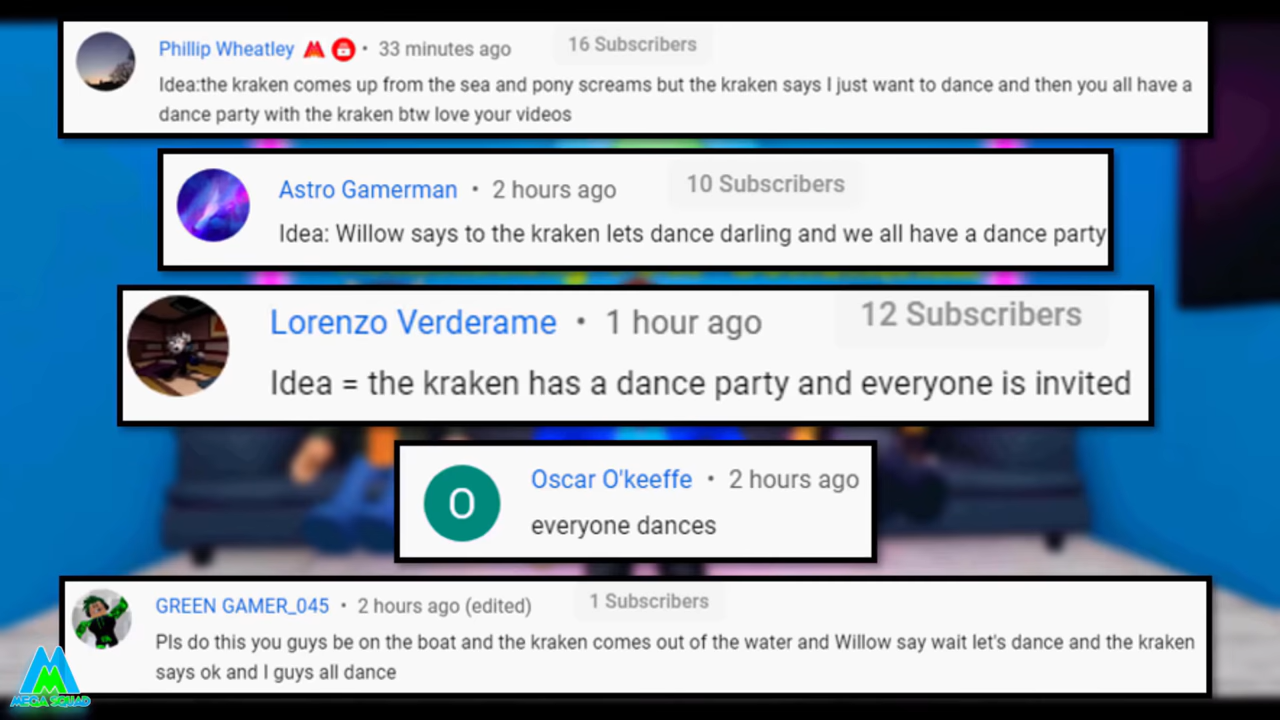 Phillip Wheatley • 33 minutes ago 16 Subscribers
Idea:the kraken comes up from the sea and pony screams but the kraken says I just want to dance and then you all have a
dance party with the kraken btw love your videos
Astro Gamerman • 2 hours ago 10 Subscribers
Idea: Willow says to the kraken lets dance darling and we all have a dance party
Lorenzo Verderame • 1 hour ago 12 Subscribers
Idea = the kraken has a dance party and everyone is invited
Oscar O'keeffe • 2 hours ago
O
everyone dances
GREEN GAMER_045 • 2 hours ago (edited) 1 Subscribers
Pls do this you guys be on the boat and the kraken comes out of the water and Willow say wait let's dance and the kraken
says ok and I guys all dance
MEGA SQUAD